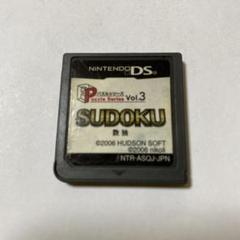 NINTENDO DS
パズルシリーズ
Puzzle Series Vol.3
SUDOKU
数独
©2006 HUDSON SOFT
©2006 nikoli
NTR-ASQJ-JPN